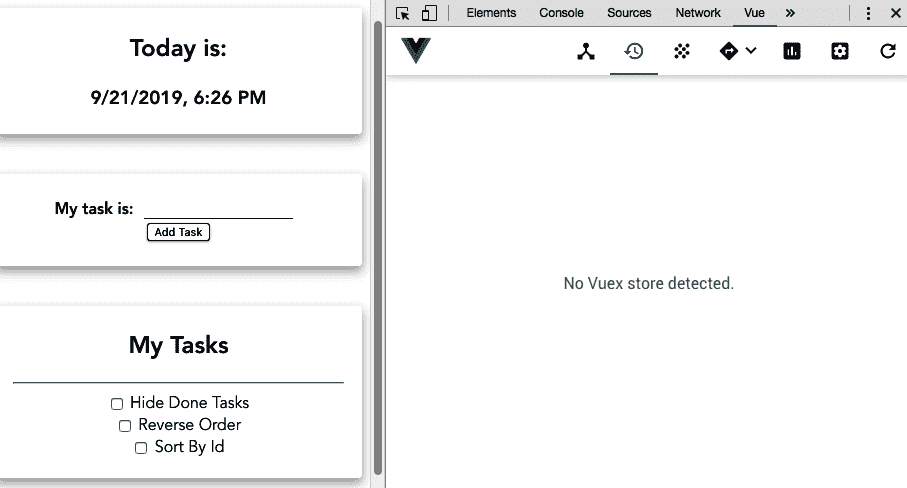 Today is:
9/21/2019, 6:26 PM
My task is:
Add Task
My Tasks
Hide Done Tasks
Reverse Order
Sort By Id
Elements Console Sources Network Vue »
No Vuex store detected.